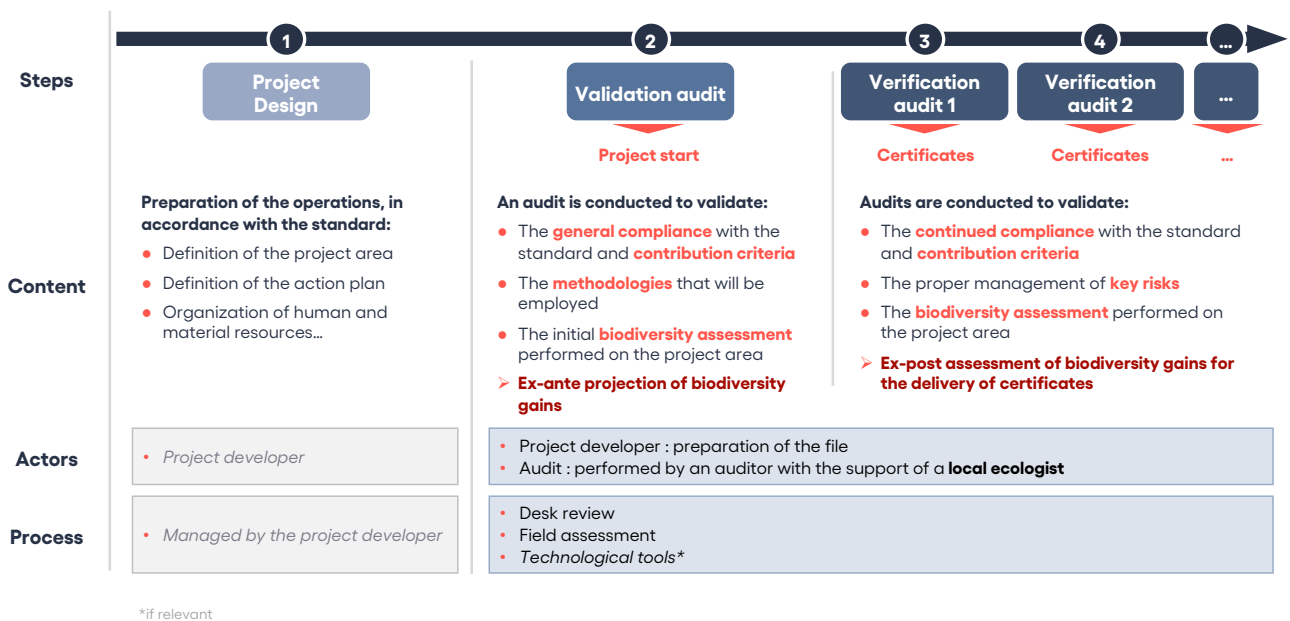 1
2
3
4
...
Steps
Project
Design
Validation audit
Verification
audit 1
Verification
audit 2
...
Project start
Certificates
Certificates
...
Content
Preparation of the operations, in
accordance with the standard:
• Definition of the project area
• Definition of the action plan
• Organization of human and
material resources...
An audit is conducted to validate:
• The general compliance with the
standard and contribution criteria
• The methodologies that will be
employed
• The initial biodiversity assessment
performed on the project area
➢ Ex-ante projection of biodiversity
gains
Audits are conducted to validate:
• The continued compliance with the standard
and contribution criteria
• The proper management of key risks
• The biodiversity assessment performed on
the project area
➢ Ex-post assessment of biodiversity gains for
the delivery of certificates
Actors
• Project developer
• Project developer : preparation of the file
• Audit : performed by an auditor with the support of a local ecologist
Process
• Managed by the project developer
• Desk review
• Field assessment
• Technological tools*
*if relevant